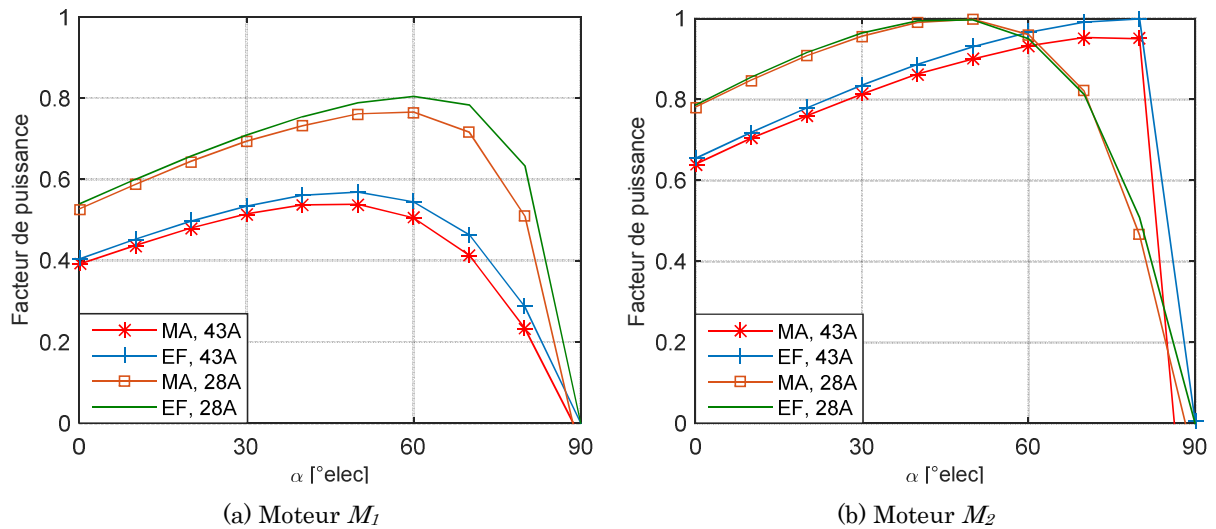 1
0.8
0.6
0.4
0.2
0
Facteur de puissance
MA, 43A
EF, 43A
MA, 28A
EF, 28A
0 30 60 90
α [°elec]
(a) Moteur M1
1
0.8
0.6
0.4
0.2
0
Facteur de puissance
MA, 43A
EF, 43A
MA, 28A
EF, 28A
0 30 60 90
α [°elec]
(b) Moteur M2